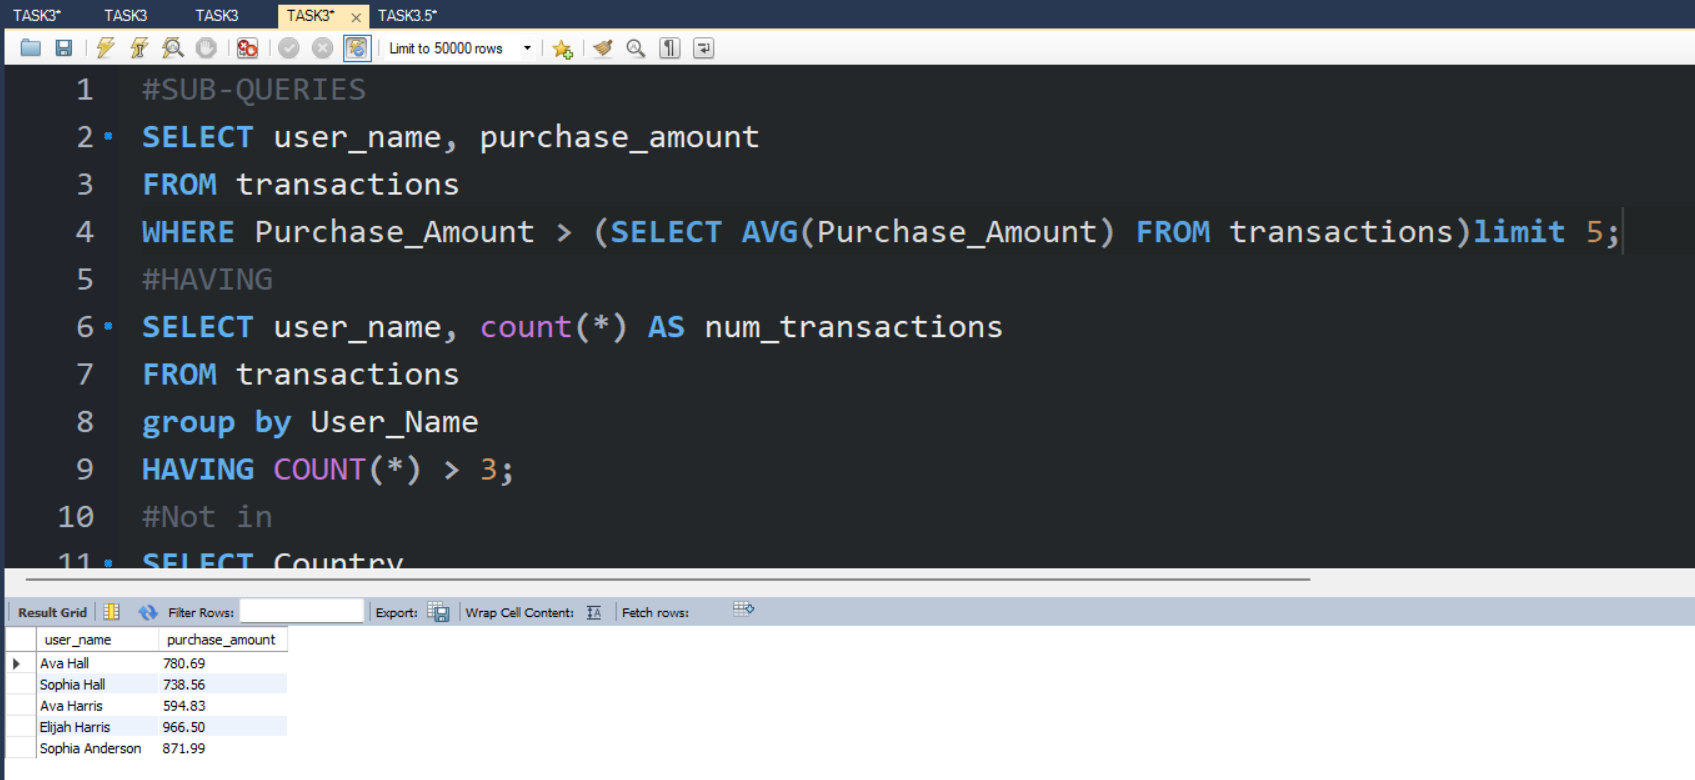 TASK3* TASK3 TASK3 TASK3* × TASK3.5*
Limit to 50000 rows
1 #SUB-QUERIES
2 SELECT user_name, purchase_amount
3 FROM transactions
4 WHERE Purchase_Amount > (SELECT AVG(Purchase_Amount) FROM transactions)limit 5;
5 #HAVING
6 SELECT user_name, count(*) AS num_transactions
7 FROM transactions
8 group by User_Name
9 HAVING COUNT(*) > 3;
10 #Not in
11 SELECT Country
Result Grid Filter Rows: Export: Wrap Cell Content: IA Fetch rows:
user_name purchase_amount
Ava Hall 780.69
Sophia Hall 738.56
Ava Harris 594.83
Elijah Harris 966.50
Sophia Anderson 871.99